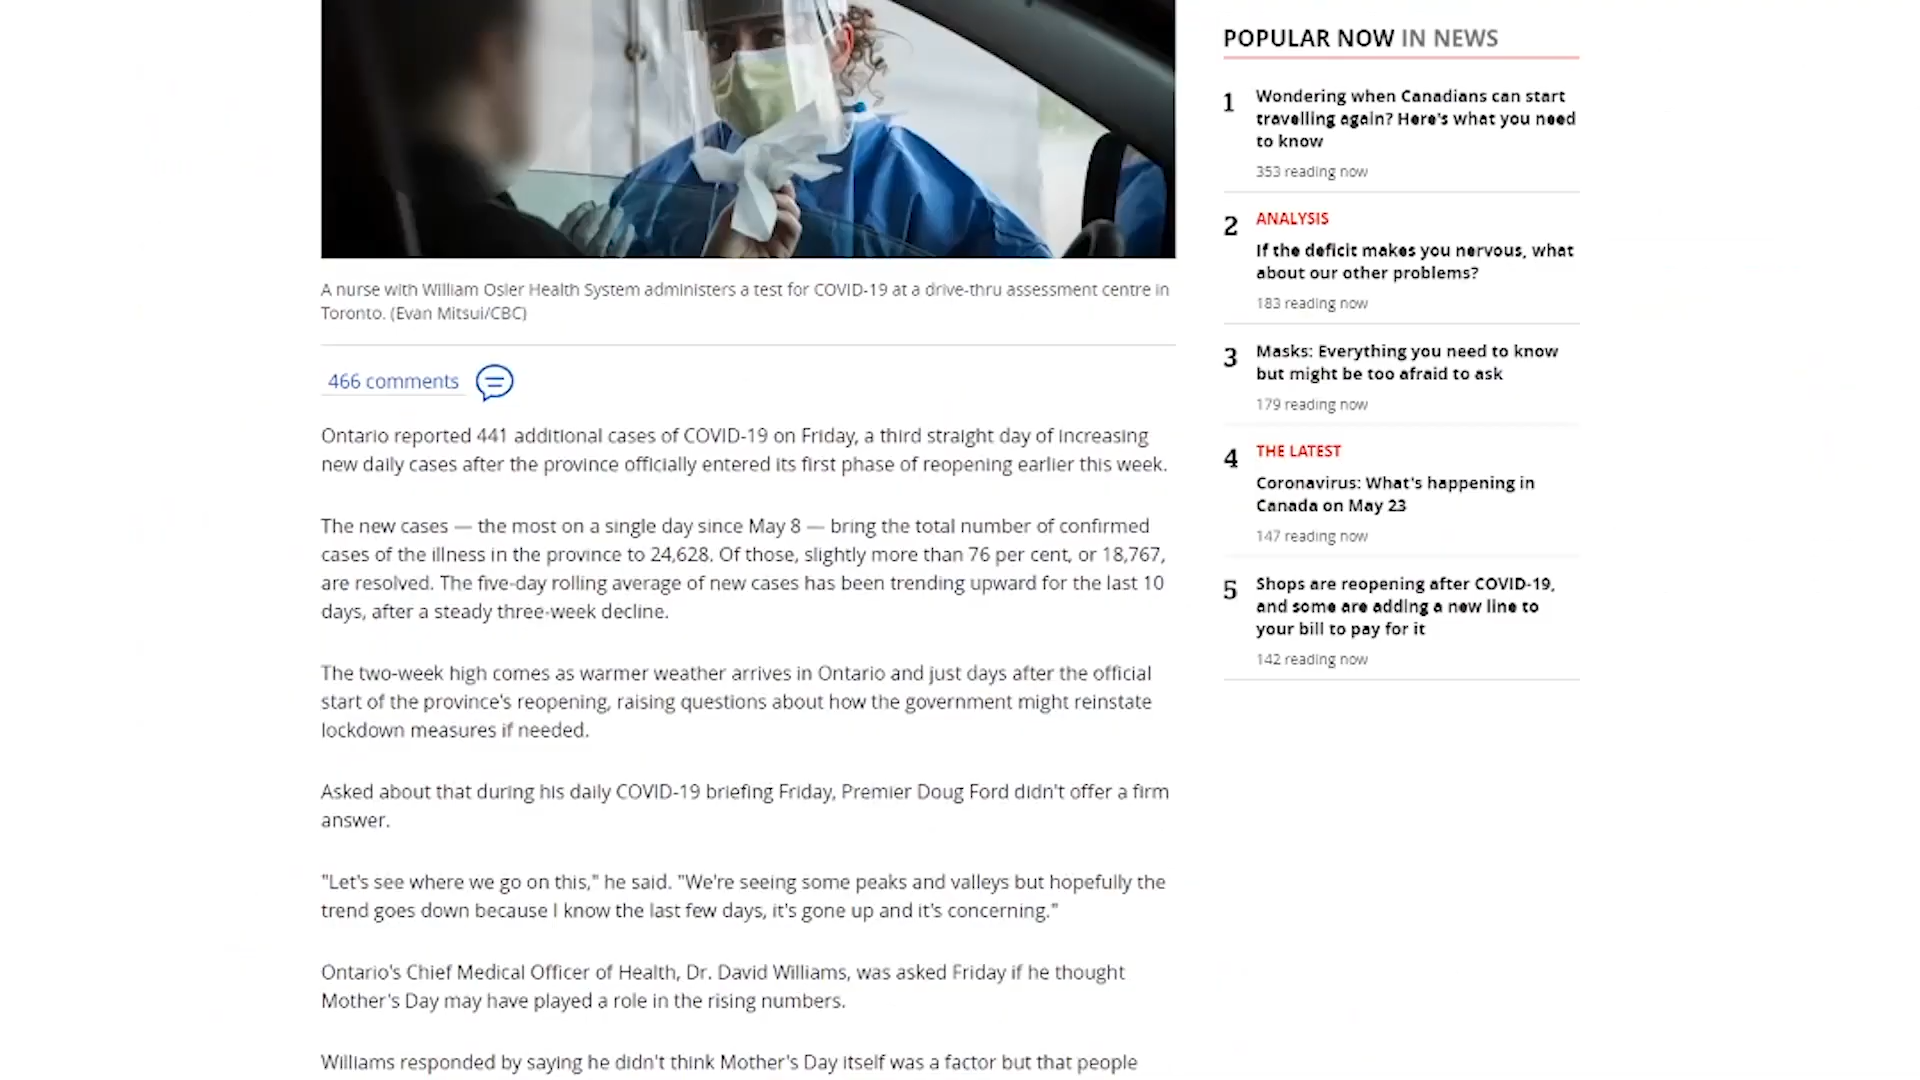 A nurse with William Osler Health System administers a test for COVID-19 at a drive-thru assessment centre in
Toronto. (Evan Mitsui/CBC)
466 comments
Ontario reported 441 additional cases of COVID-19 on Friday, a third straight day of increasing
new daily cases after the province officially entered its first phase of reopening earlier this week.
The new cases — the most on a single day since May 8 — bring the total number of confirmed
cases of the illness in the province to 24,628. Of those, slightly more than 76 per cent, or 18,767,
are resolved. The five-day rolling average of new cases has been trending upward for the last 10
days, after a steady three-week decline.
The two-week high comes as warmer weather arrives in Ontario and just days after the official
start of the province's reopening, raising questions about how the government might reinstate
lockdown measures if needed.
Asked about that during his daily COVID-19 briefing Friday, Premier Doug Ford didn't offer a firm
answer.
"Let's see where we go on this," he said. "We're seeing some peaks and valleys but hopefully the
trend goes down because I know the last few days, it's gone up and it's concerning."
Ontario's Chief Medical Officer of Health, Dr. David Williams, was asked Friday if he thought
Mother's Day may have played a role in the rising numbers.
Williams responded by saying he didn't think Mother's Day itself was a factor but that people
POPULAR NOW IN NEWS
1
Wondering when Canadians can start
travelling again? Here's what you need
to know
353 reading now
2
ANALYSIS
If the deficit makes you nervous, what
about our other problems?
183 reading now
3
Masks: Everything you need to know
but might be too afraid to ask
179 reading now
4
THE LATEST
Coronavirus: What's happening in
Canada on May 23
147 reading now
5
Shops are reopening after COVID-19,
and some are adding a new line to
your bill to pay for it
142 reading now